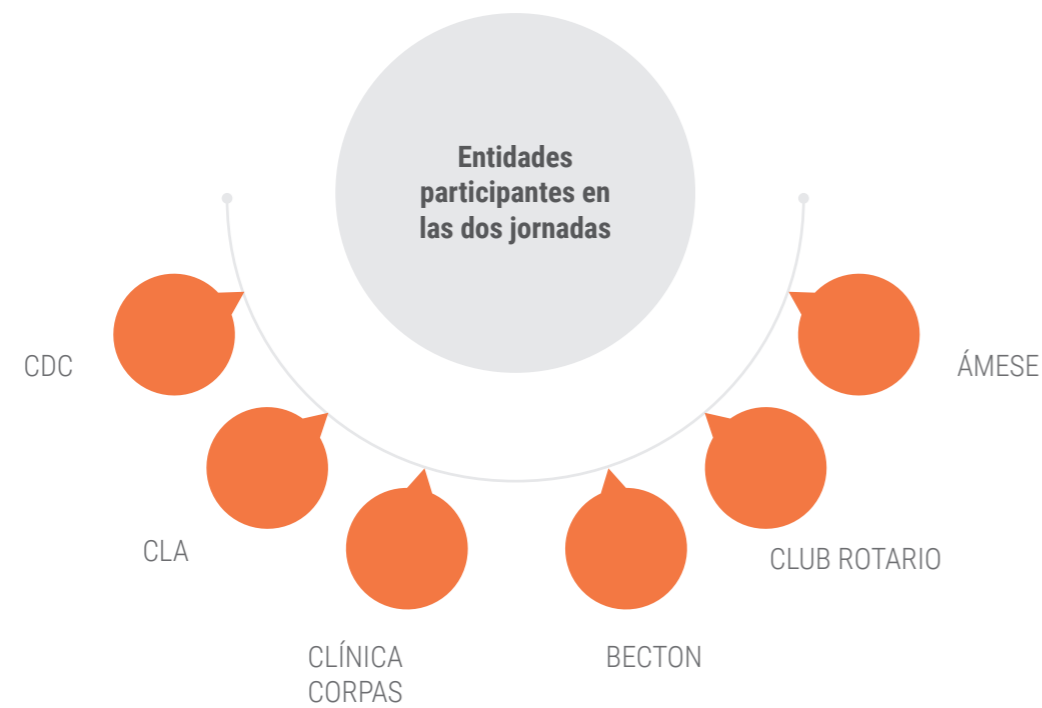 Entidades
participantes en
las dos jornadas
CDC
CLA
CLÍNICA
CORPAS
BECTON
CLUB ROTARIO
ÁMESE